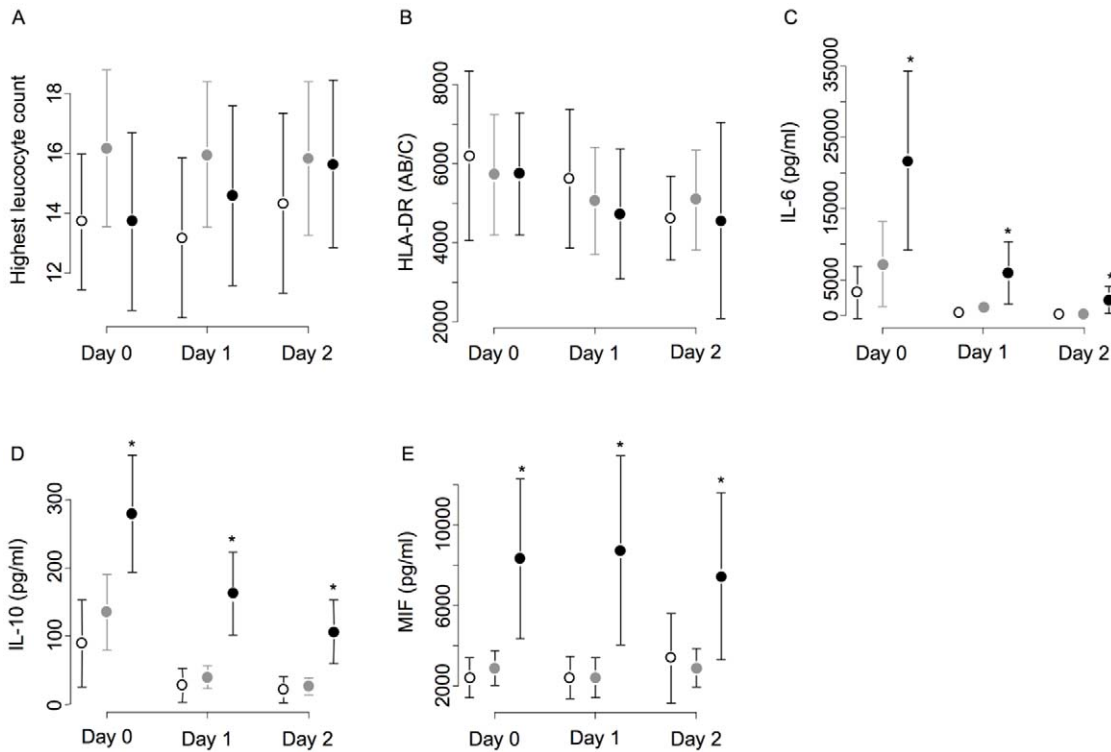 A
Highest leucocyte count
18
16
14
12
Day 0 Day 1 Day 2
B
HLA-DR (AB/C)
8000
6000
4000
2000
Day 0 Day 1 Day 2
C
IL-6 (pg/ml)
35000
25000
15000
5000
0
* * *
Day 0 Day 1 Day 2
D
IL-10 (pg/ml)
300
200
100
0
* * *
Day 0 Day 1 Day 2
E
MIF (pg/ml)
10000
6000
2000
* * *
Day 0 Day 1 Day 2